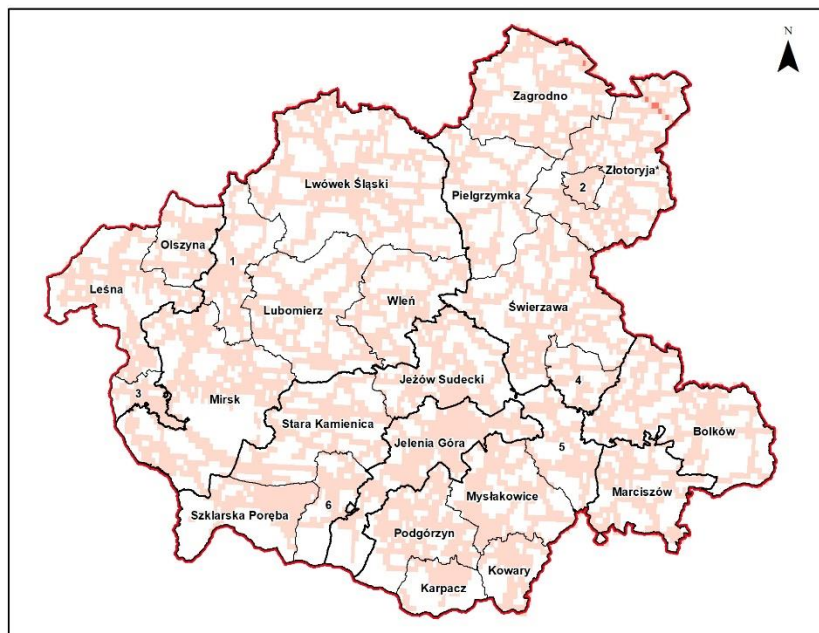 N
Zagrodno
Złotoryja*
2
Pielgrzymka
Lwówek Śląski
Olszyna
1
Leśna
Lubomierz
Wleń
Świerzawa
4
Jeżów Sudecki
3
Mirsk
Stara Kamienica
Bolków
Jelenia Góra
5
Marciszów
Mysłakowice
6
Szklarska Poręba
Podgórzyn
Kowary
Karpacz